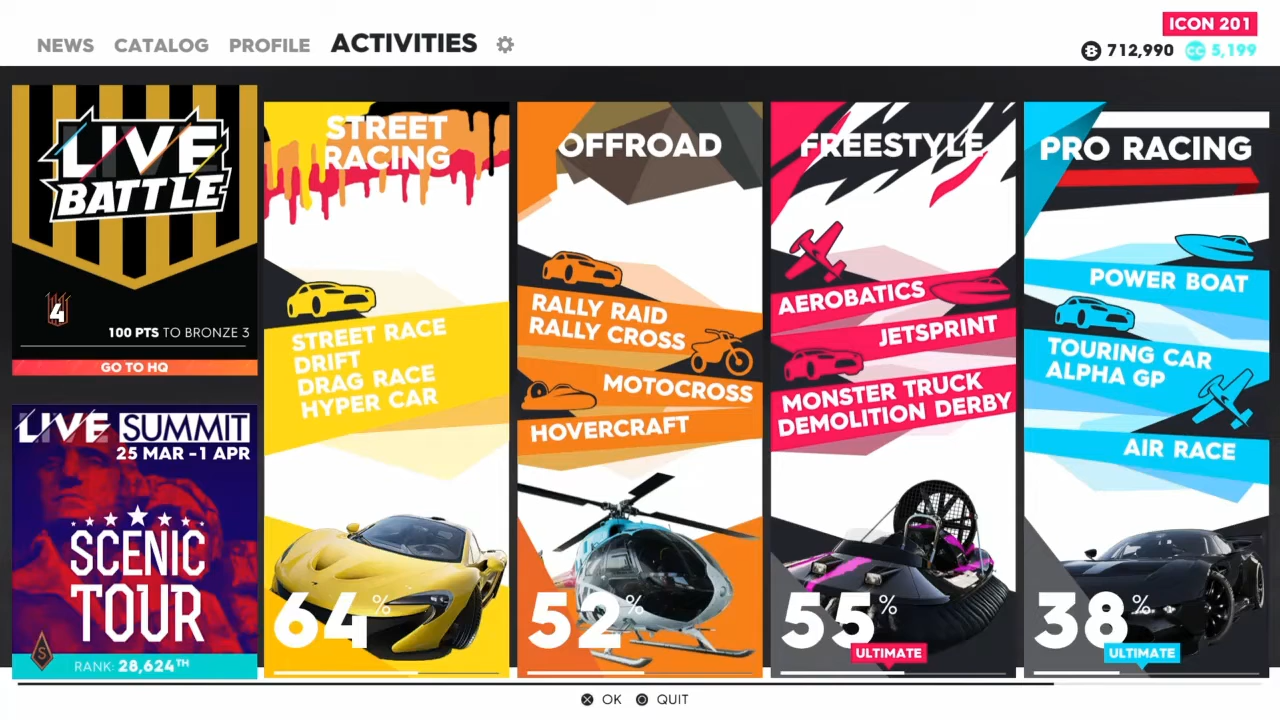 NEWS CATALOG PROFILE ACTIVITIES
ICON 201
712,990 CC 5,199
LIVE
BATTLE
4
100 PTS TO BRONZE 3
GO TO HQ
LIVE SUMMIT
25 MAR - 1 APR
SCENIC
TOUR
S
RANK: 28,624TH
STREET
RACING
STREET RACE
DRIFT
DRAG RACE
HYPER CAR
64%
OFFROAD
RALLY RAID
RALLY CROSS
MOTOCROSS
HOVERCRAFT
52%
FREESTYLE
AEROBATICS
JETSPRINT
MONSTER TRUCK
DEMOLITION DERBY
55%
ULTIMATE
PRO RACING
POWER BOAT
TOURING CAR
ALPHA GP
AIR RACE
38%
ULTIMATE
OK QUIT